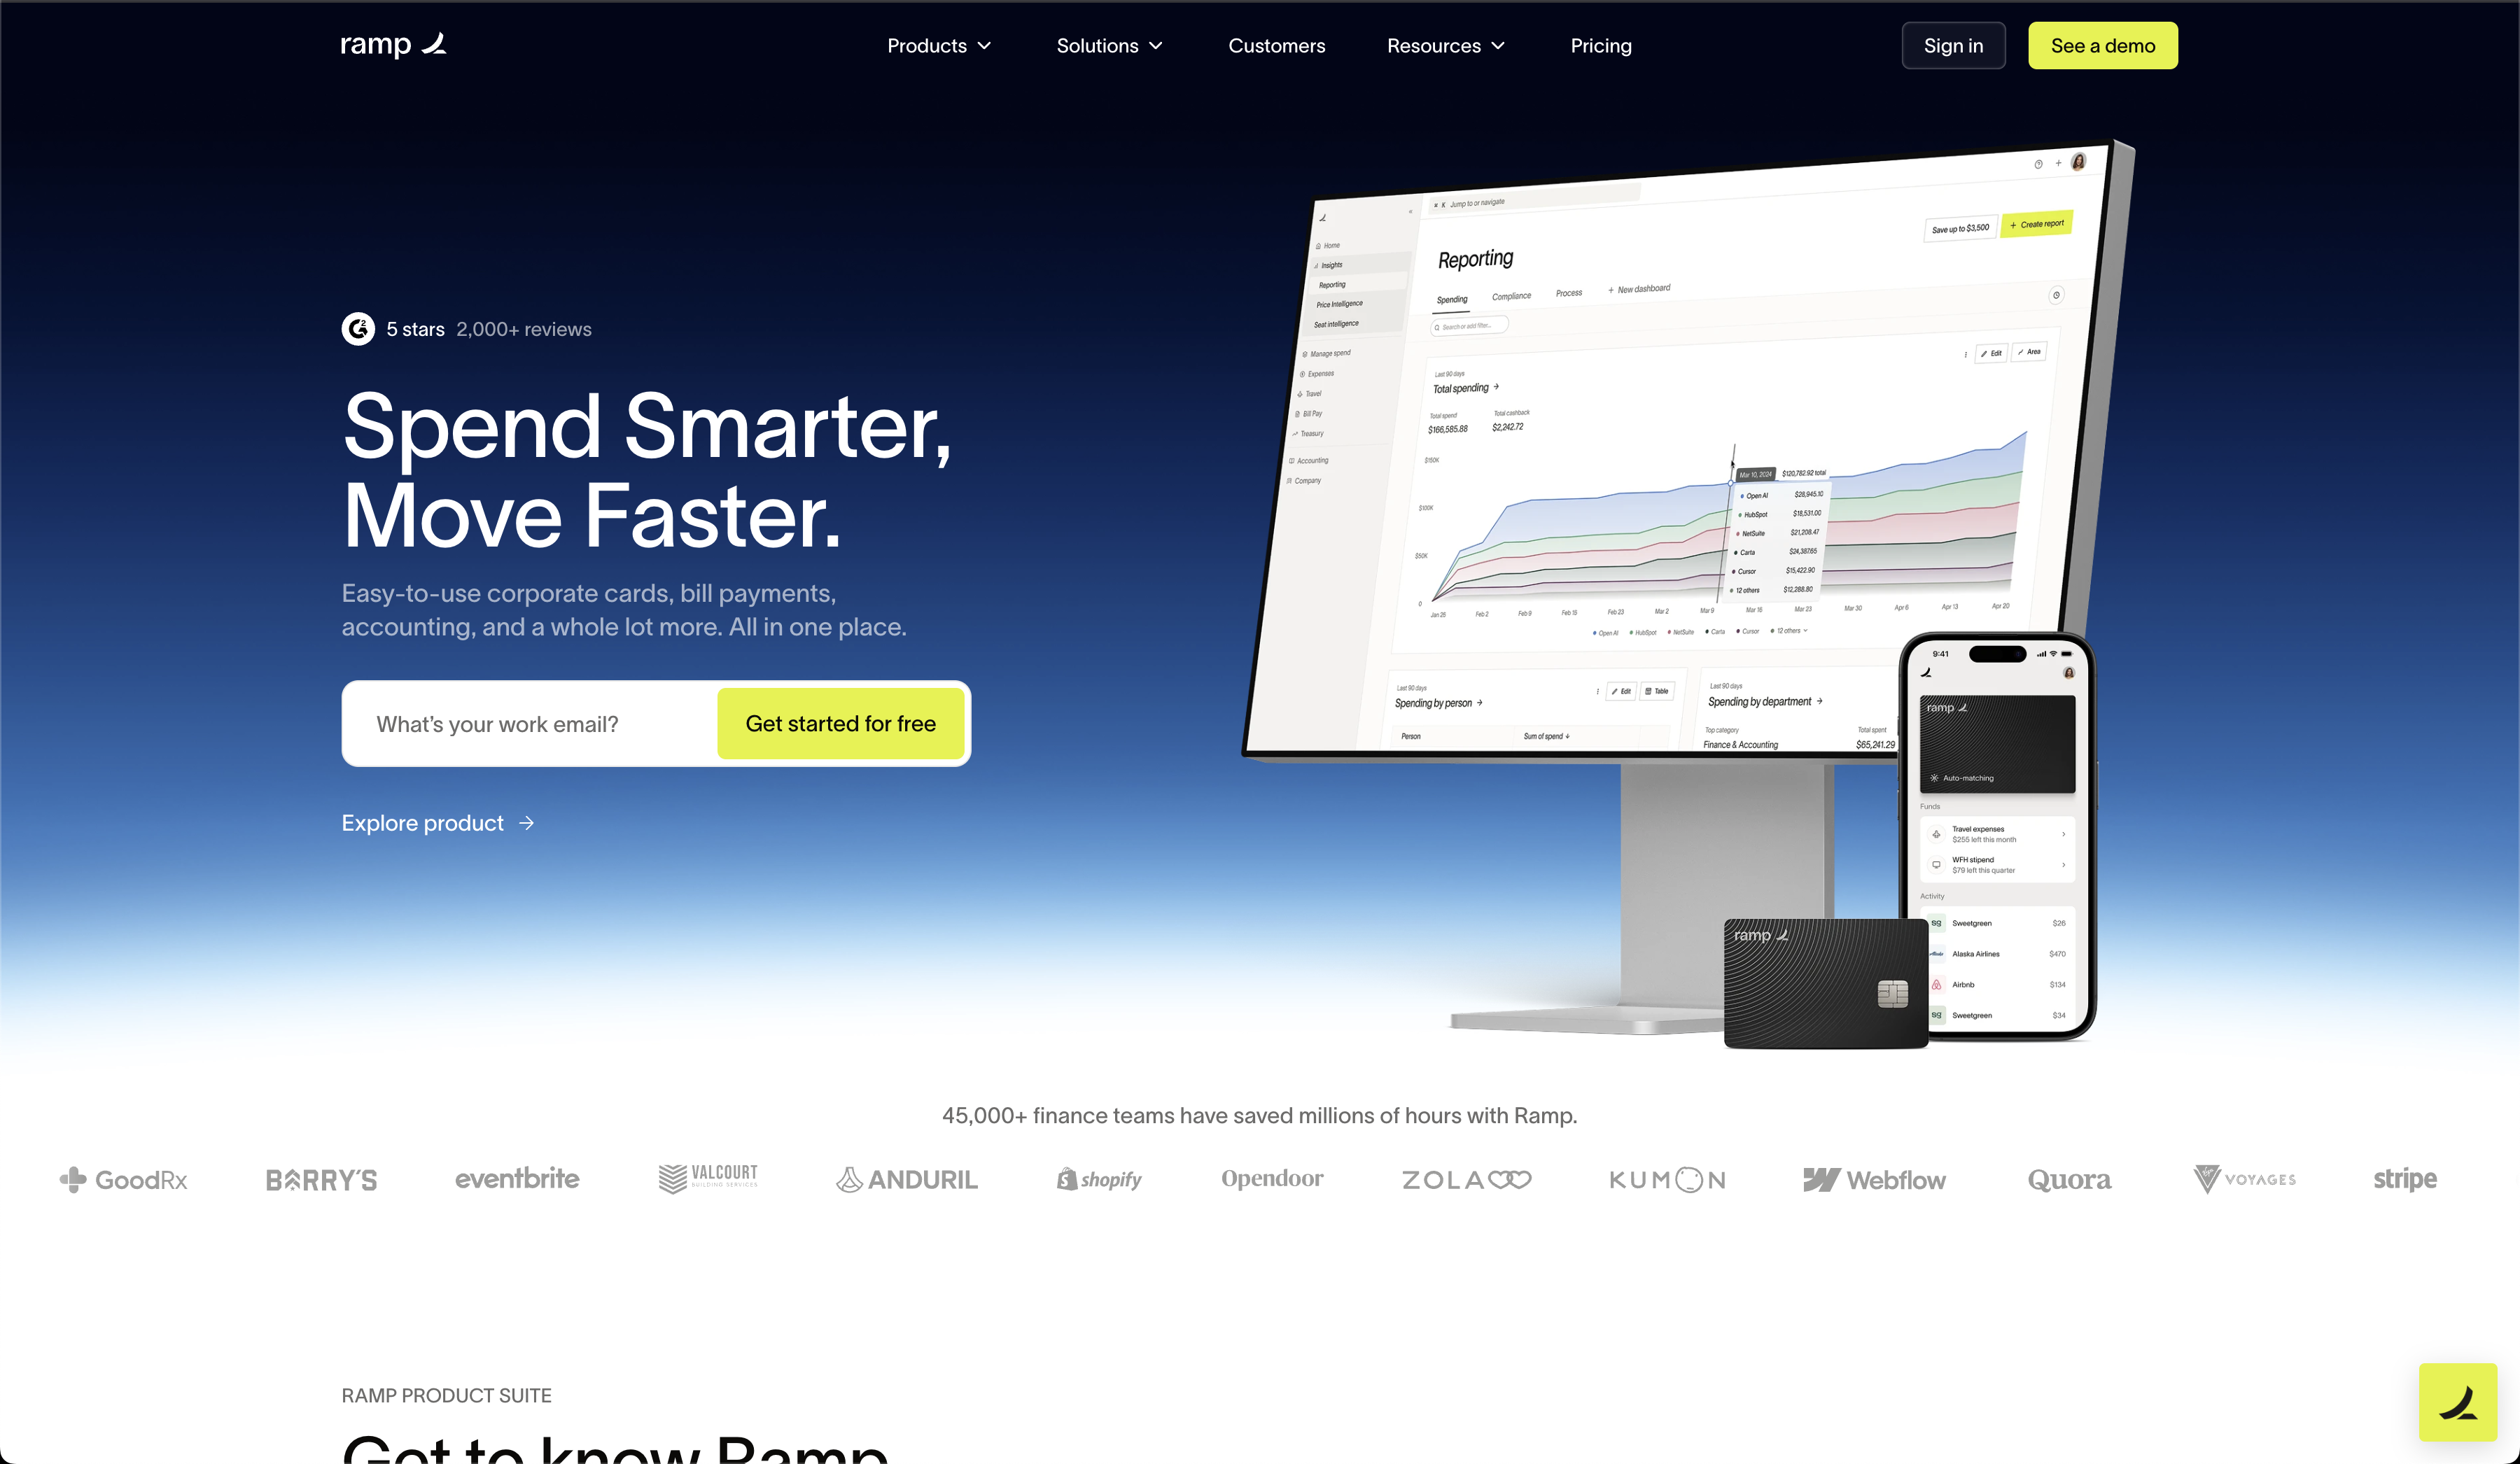 ramp
Products
Solutions
Customers
Resources
Pricing
Sign in
See a demo
5 stars 2,000+ reviews
Spend Smarter,
Move Faster.
Easy-to-use corporate cards, bill payments,
accounting, and a whole lot more. All in one place.
What's your work email?
Get started for free
Explore product →
K Jump to or navigate
Home
Insights
Reporting
Price Intelligence
Seat intelligence
Manage spend
Expenses
Travel
Bill Pay
Treasury
Accounting
Company
Reporting
Save up to $3,500
+ Create report
Spending
Compliance
Process
+ New dashboard
Search or add filter...
Last 90 days
Total spending →
Edit
Area
Total spend
Total cashback
$166,585.88
$2,242.72
$150K
$100K
$50K
0
Mar 10, 2024 $120,782.92 total
Open AI $28,945.10
HubSpot $18,531.00
NetSuite $21,208.47
Carta $24,387.65
Cursor $15,422.90
12 others $12,288.80
Jan 26 Feb 2 Feb 9 Feb 16 Feb 23 Mar 2 Mar 9 Mar 16 Mar 23 Mar 30 Apr 6 Apr 13 Apr 20
Open AI HubSpot NetSuite Carta Cursor 12 others
Last 90 days
Spending by person →
Edit
Table
Person
Sum of spend ↓
Last 90 days
Spending by department →
Top category
Total spent
Finance & Accounting
$65,241.29
9:41
ramp
Auto-matching
Funds
Travel expenses
$255 left this month
WFH stipend
$79 left this quarter
Activity
sg Sweetgreen $26
Alaska Airlines $470
Airbnb $134
sg Sweetgreen $34
ramp
45,000+ finance teams have saved millions of hours with Ramp.
GoodRx
BARRY'S
eventbrite
VALCOURT
BUILDING SERVICES
ANDURIL
shopify
Opendoor
ZOLA
KUMON
Webflow
Quora
VOYAGES
stripe
RAMP PRODUCT SUITE
Get to know Ramp